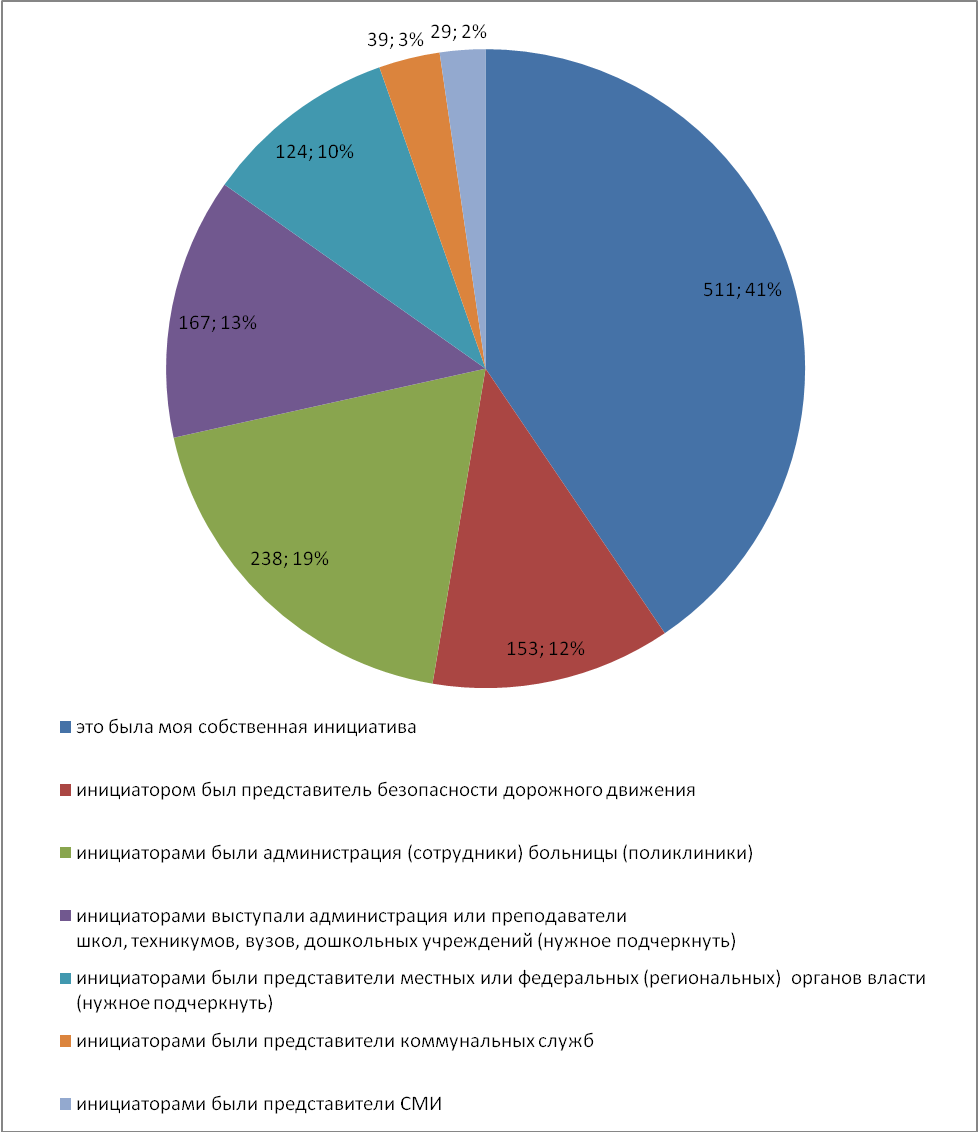 39; 3%
29; 2%
124; 10%
511; 41%
167; 13%
238; 19%
153; 12%
это была моя собственная инициатива
инициатором был представитель безопасности дорожного движения
инициаторами были администрация (сотрудники) больницы (поликлиники)
инициаторами выступали администрация или преподаватели
школ, техникумов, вузов, дошкольных учреждений (нужное подчеркнуть)
инициаторами были представители местных или федеральных (региональных) органов власти
(нужное подчеркнуть)
инициаторами были представители коммунальных служб
инициаторами были представители СМИ